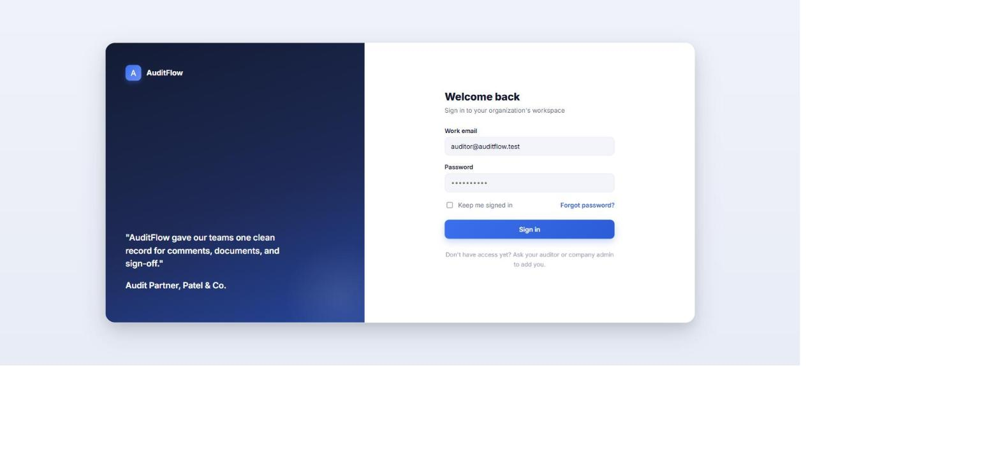 A
AuditFlow
"AuditFlow gave our teams one clean
record for comments, documents, and
sign-off."
Audit Partner, Patel & Co.
Welcome back
Sign in to your organization's workspace
Work email
auditor@auditflow.test
Password
••••••••••
Keep me signed in
Forgot password?
Sign in
Don't have access yet? Ask your auditor or company admin
to add you.